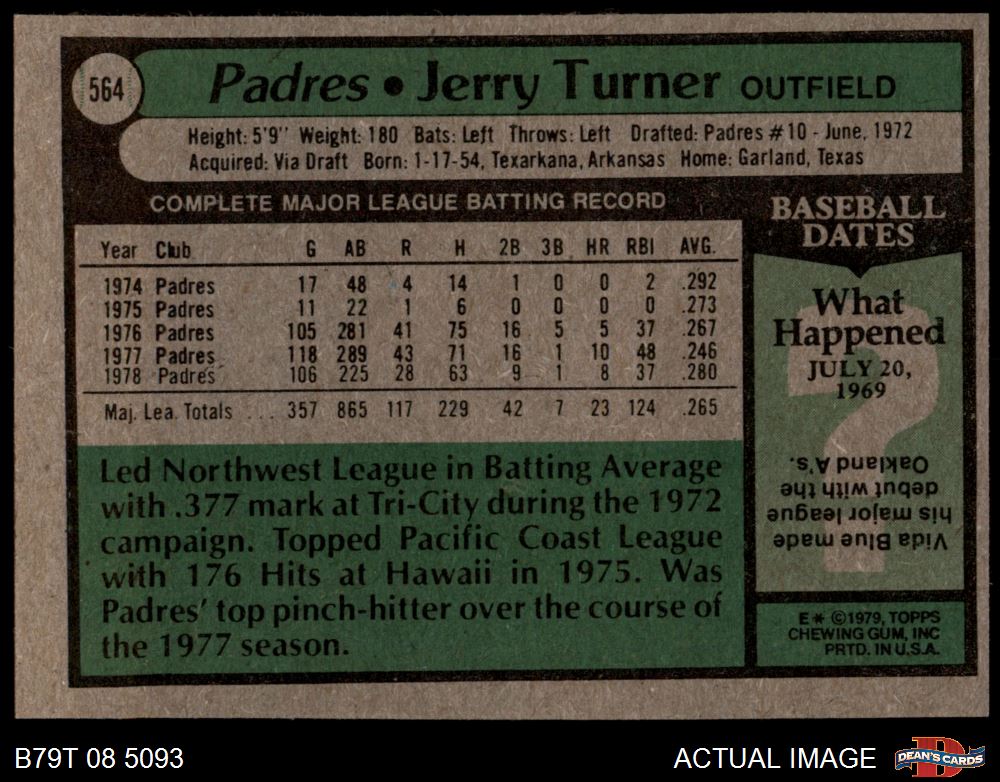 564
Padres • Jerry Turner OUTFIELD
Height: 5'9" Weight: 180 Bats: Left Throws: Left Drafted: Padres #10 - June, 1972
Acquired: Via Draft Born: 1-17-54, Texarkana, Arkansas Home: Garland, Texas
COMPLETE MAJOR LEAGUE BATTING RECORD
Year Club G AB R H 2B 3B HR RBI AVG.
1974 Padres 17 48 4 14 1 0 0 2 .292
1975 Padres 11 22 1 6 0 0 0 0 .273
1976 Padres 105 281 41 75 16 5 5 37 .267
1977 Padres 118 289 43 71 16 1 10 48 .246
1978 Padres 106 225 28 63 9 1 8 37 .280
Maj. Lea. Totals ... 357 865 117 229 42 7 23 124 .265
Led Northwest League in Batting Average
with .377 mark at Tri-City during the 1972
campaign. Topped Pacific Coast League
with 176 Hits at Hawaii in 1975. Was
Padres' top pinch-hitter over the course of
the 1977 season.
BASEBALL
DATES
What
Happened
JULY 20,
1969
?
Vida Blue made
his major league
debut with the
Oakland A's.
E* ©1979, TOPPS
CHEWING GUM, INC
PRTD. IN U.S.A.
B79T 08 5093
ACTUAL IMAGE
D
DEAN'S CARDS